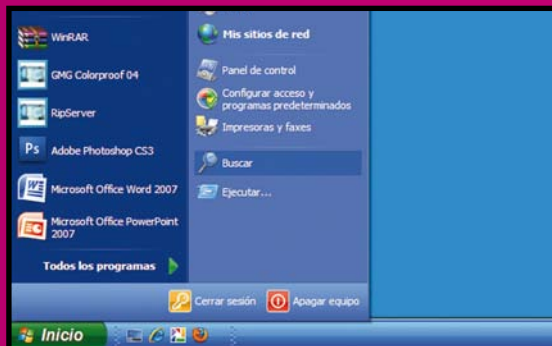 WinRAR
GMG Colorproof 04
RipServer
Ps
Adobe Photoshop CS3
Microsoft Office Word 2007
Microsoft Office PowerPoint
2007
Todos los programas
Mis sitios de red
Panel de control
Configurar acceso y
programas predeterminados
Impresoras y faxes
Buscar
Ejecutar...
Cerrar sesión
Apagar equipo
Inicio